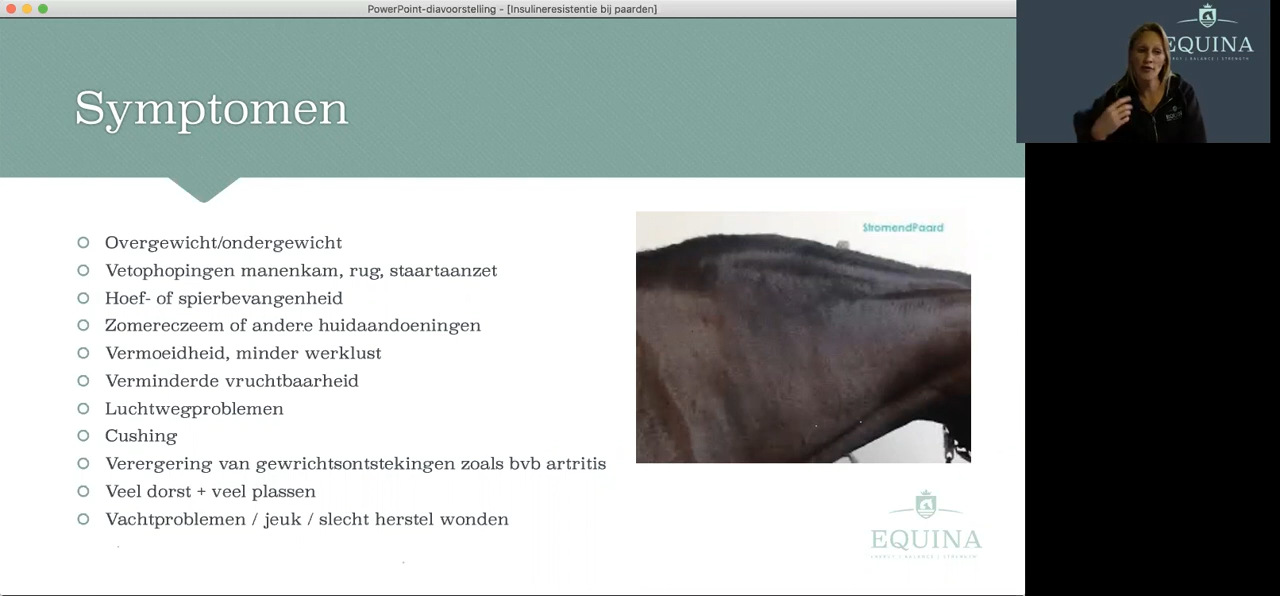 PowerPoint-diavoorstelling - [Insulineresistentie bij paarden]
EQUINA
EQUINA
Symptomen
StromendPaard
Overgewicht/ondergewicht
Vetophopingen manenkam, rug, staartaanzet
Hoef- of spierbevangenheid
Zomereczeem of andere huidaandoeningen
Vermoeidheid, minder werklust
Verminderde vruchtbaarheid
Luchtwegproblemen
Cushing
Verergering van gewrichtsontstekingen zoals bvb artritis
Veel dorst + veel plassen
Vachtproblemen / jeuk / slecht herstel wonden
EQUINA